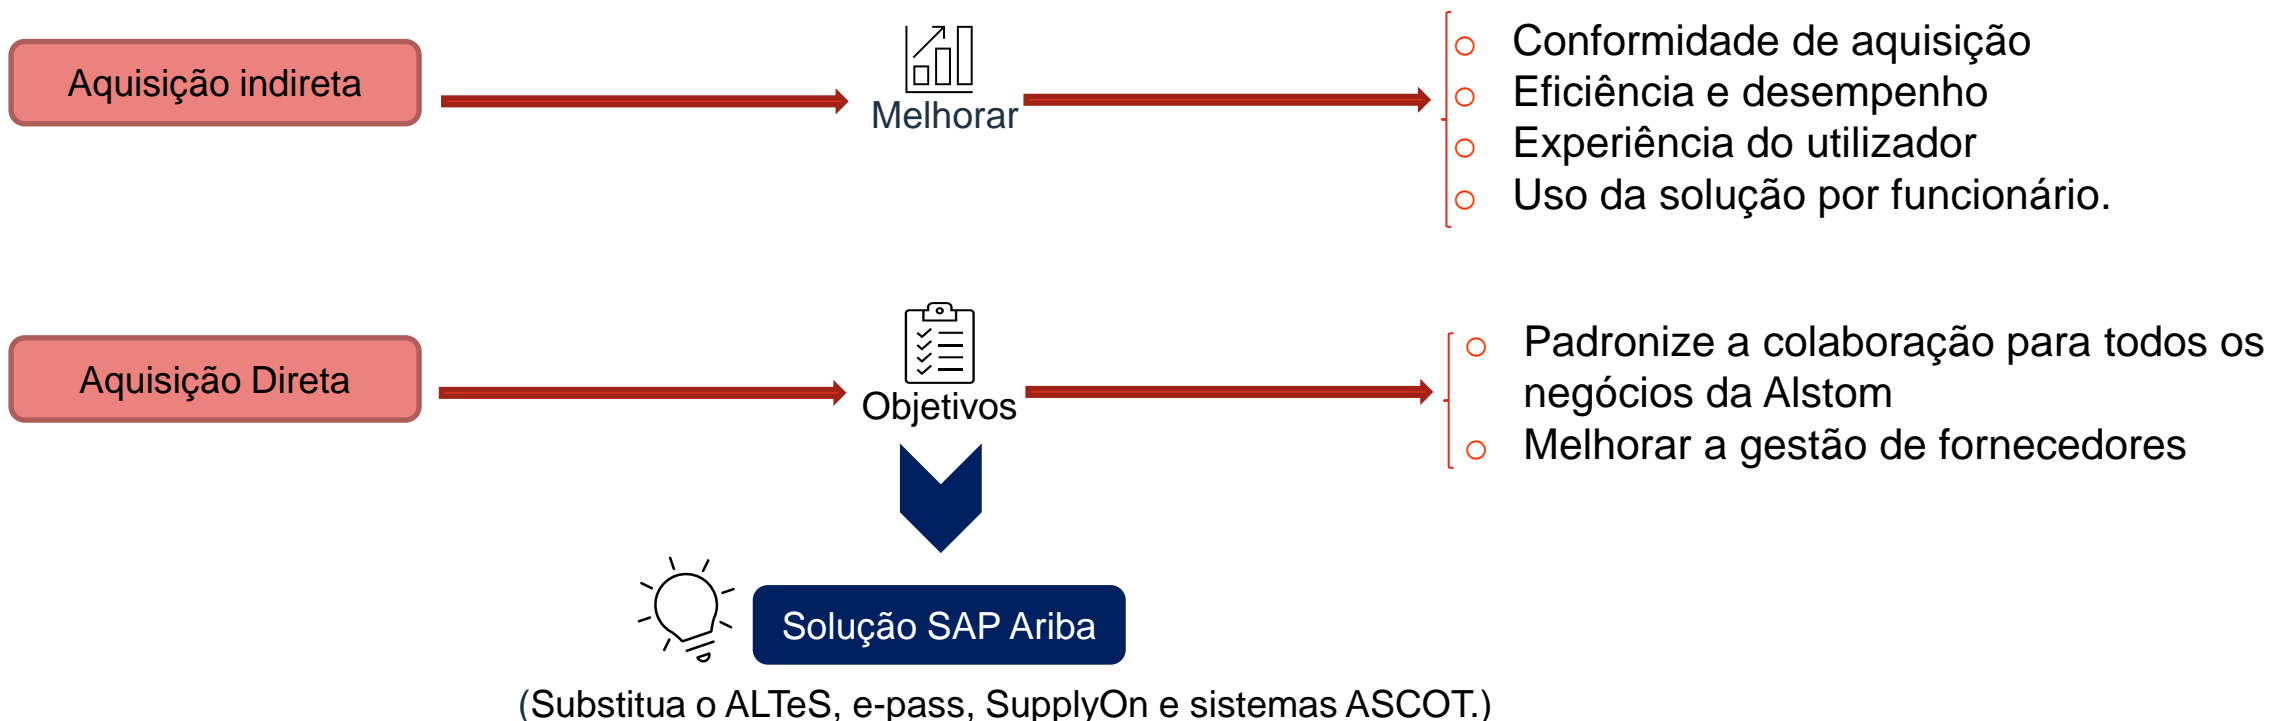 Aquisição indireta
Melhorar
Conformidade de aquisição
Eficiência e desempenho
Experiência do utilizador
Uso da solução por funcionário.
Aquisição Direta
Objetivos
Padronize a colaboração para todos os
negócios da Alstom
Melhorar a gestão de fornecedores
Solução SAP Ariba
(Substitua o ALTeS, e-pass, SupplyOn e sistemas ASCOT.)